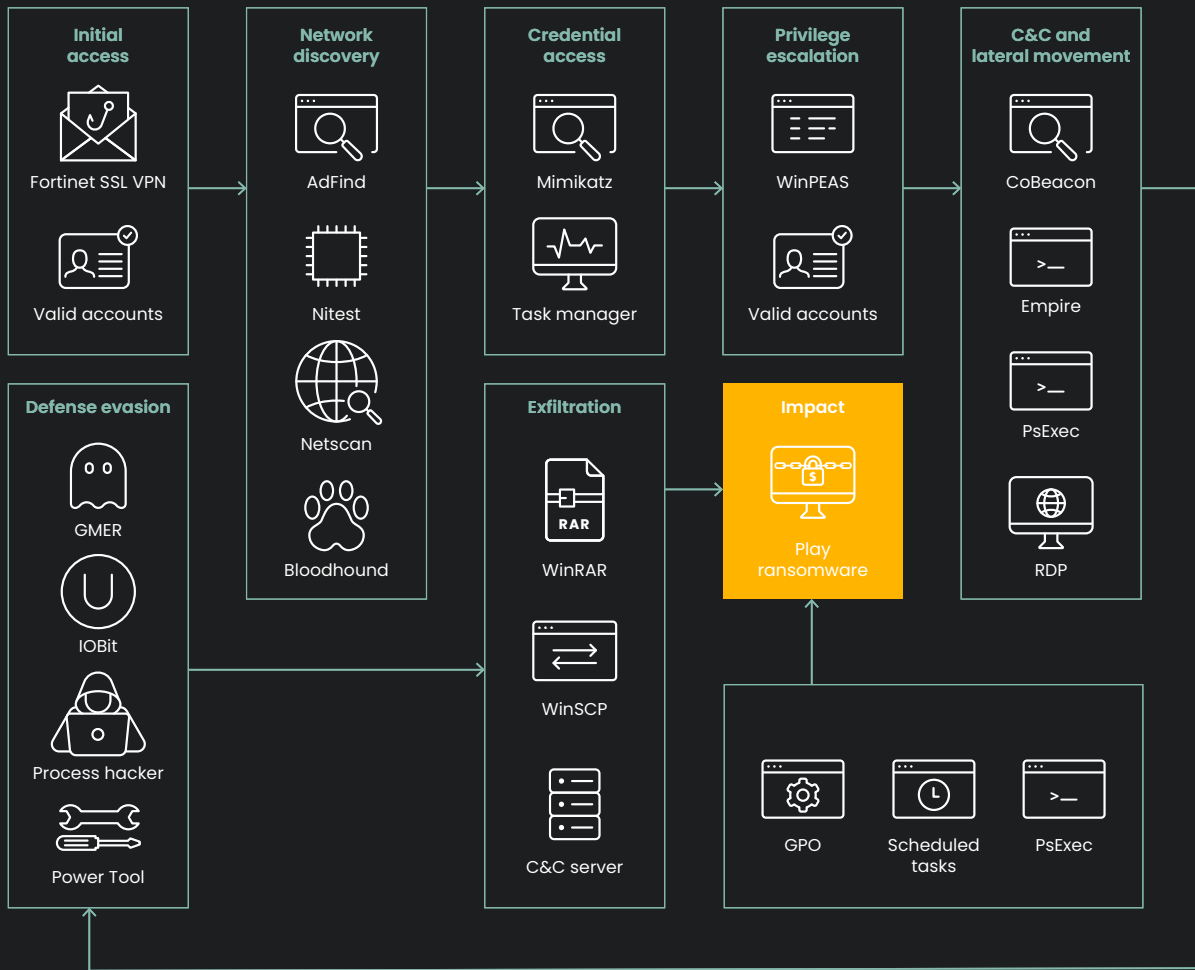 Initial
access
Fortinet SSL VPN
Valid accounts
Network
discovery
AdFind
Nitest
Netscan
Bloodhound
Credential
access
Mimikatz
Task manager
Privilege
escalation
WinPEAS
Valid accounts
C&C and
lateral movement
CoBeacon
Empire
PsExec
RDP
Defense evasion
GMER
U
IOBit
Process hacker
Power Tool
Exfiltration
RAR
WinRAR
WinSCP
C&C server
Impact
$
Play
ransomware
GPO
Scheduled
tasks
PsExec